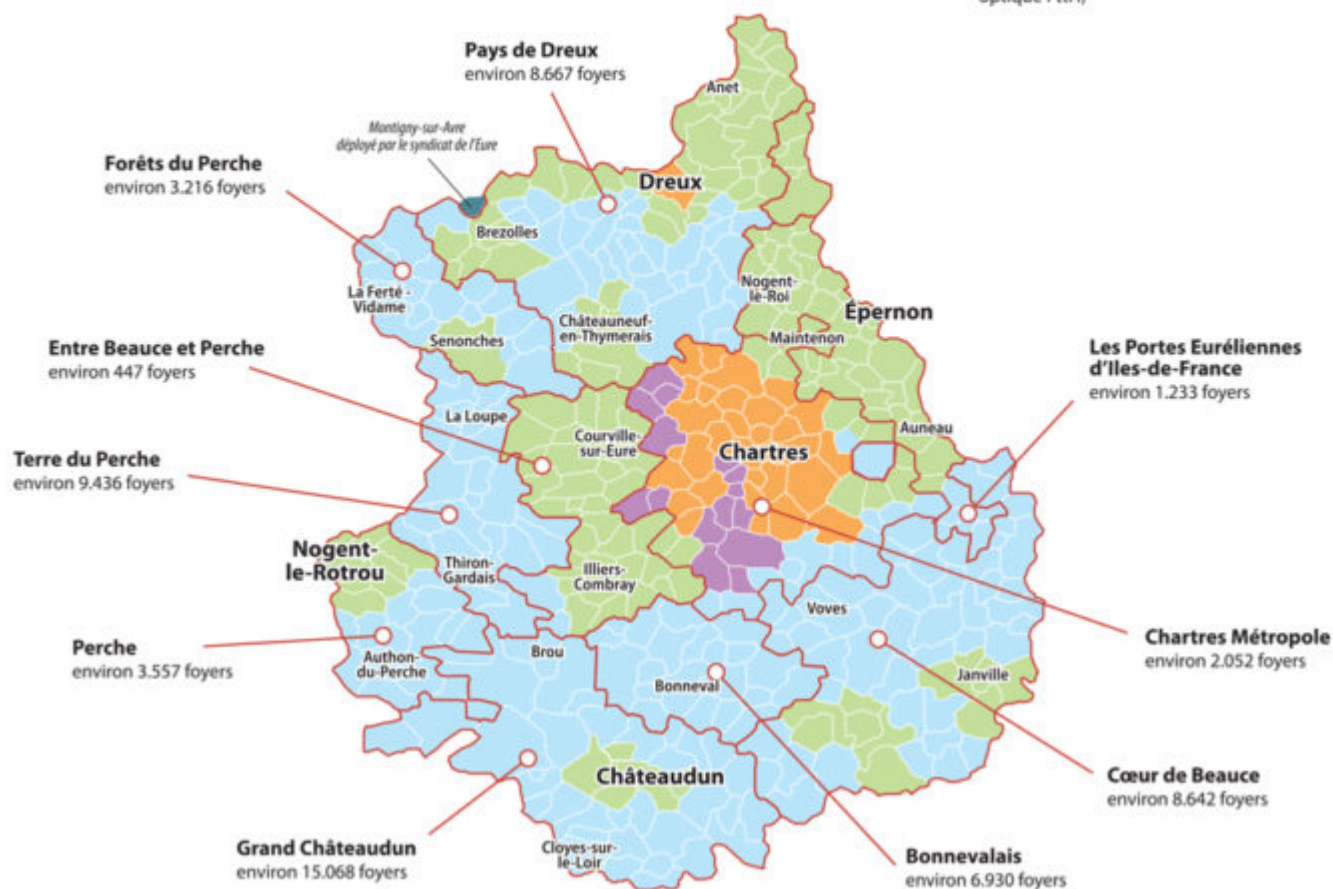 optique FttH)
Pays de Dreux
environ 8.667 foyers
Anet
Montigny-sur-Avre
déployé par le syndicat de l'Eure
Forêts du Perche
environ 3.216 foyers
Dreux
Brezolles
La Ferté -
Vidame
Nogent-
le-Roi
Épernon
Châteauneuf-
en-Thymerais
Senonches
Maintenon
Entre Beauce et Perche
environ 447 foyers
Les Portes Euréliennes
d'Iles-de-France
environ 1.233 foyers
La Loupe
Courville-
sur-Eure
Auneau
Chartres
Terre du Perche
environ 9.436 foyers
Nogent-
le-Rotrou
Thiron-
Gardais
Illiers-
Combray
Voves
Perche
environ 3.557 foyers
Chartres Métropole
environ 2.052 foyers
Brou
Authon-
du-Perche
Bonneval
Janville
Châteaudun
Cœur de Beauce
environ 8.642 foyers
Grand Châteaudun
environ 15.068 foyers
Cloyes-sur-
le-Loir
Bonnevalais
environ 6.930 foyers